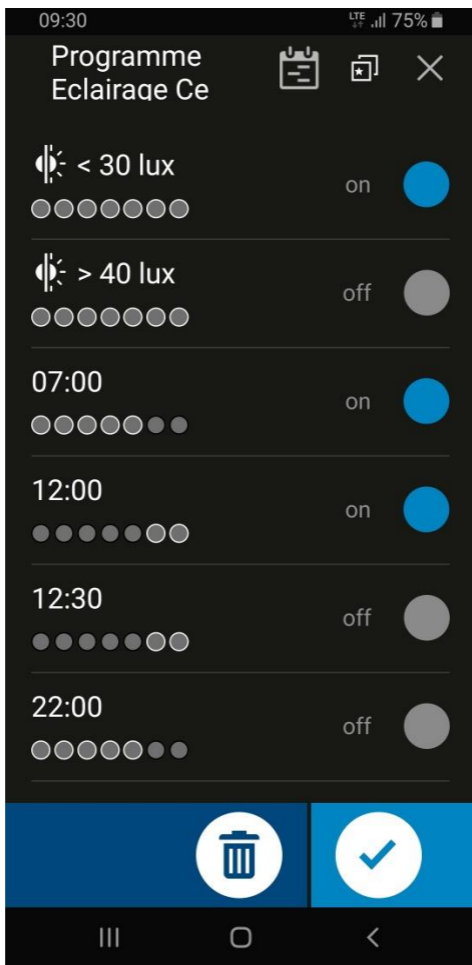 09:30 LTE 75%
Programme
Eclairage Ce
< 30 lux on
> 40 lux off
07:00 on
12:00 on
12:30 off
22:00 off